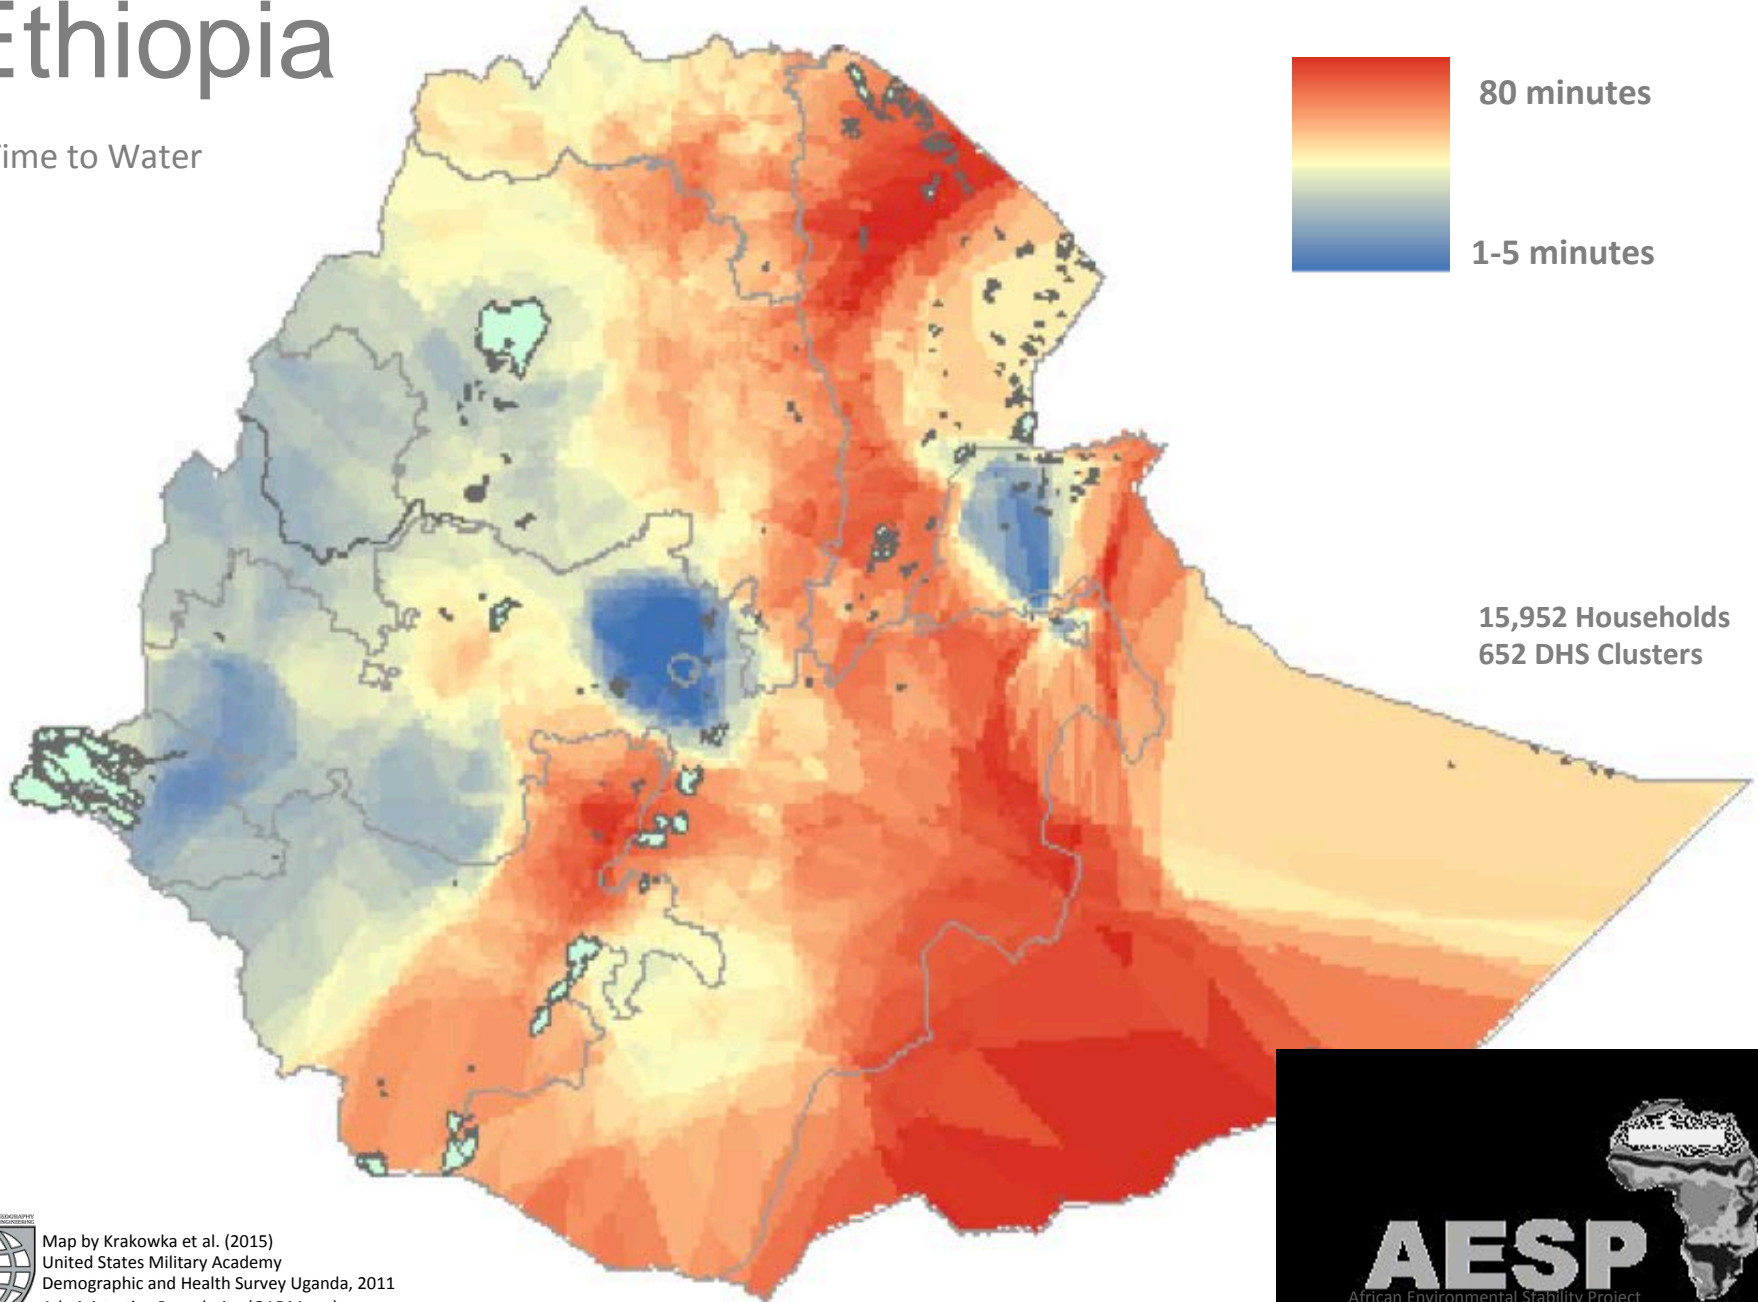 Ethiopia
Time to Water
80 minutes
1-5 minutes
15,952 Households
652 DHS Clusters
Map by Krakowka et al. (2015)
United States Military Academy
Demographic and Health Survey Uganda, 2011
AESP
African Environmental Stability Project